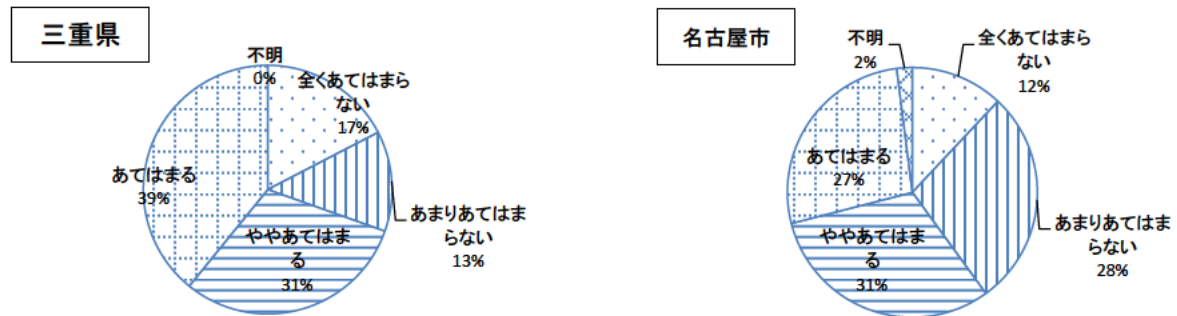 三重県
不明
0%
全くあてはまら
ない
17%
あまりあてはま
らない
13%
ややあてはま
る
31%
あてはまる
39%
名古屋市
不明
2%
全くあてはまら
ない
12%
あまりあてはま
らない
28%
ややあてはま
る
31%
あてはまる
27%